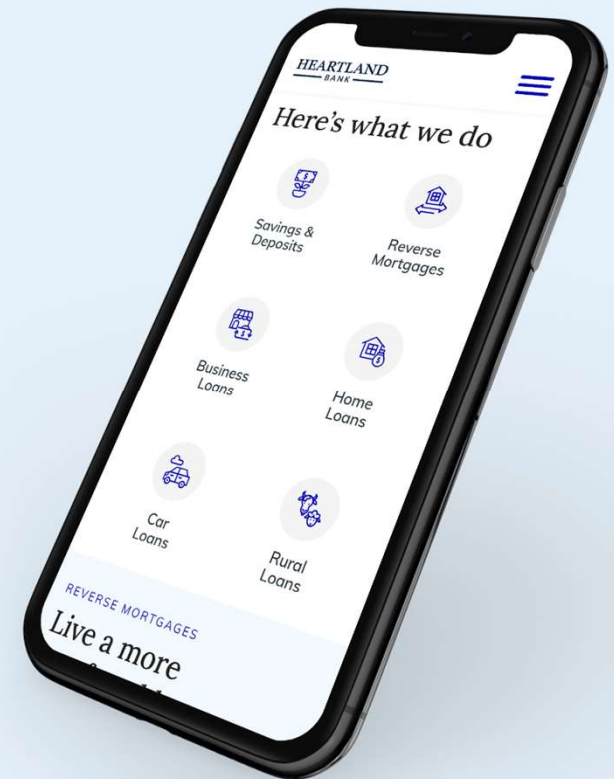 HEARTLAND
BANK
Here's what we do
Savings &
Deposits
Reverse
Mortgages
Business
Loans
Home
Loans
Car
Loans
Rural
Loans
REVERSE MORTGAGES
Live a more